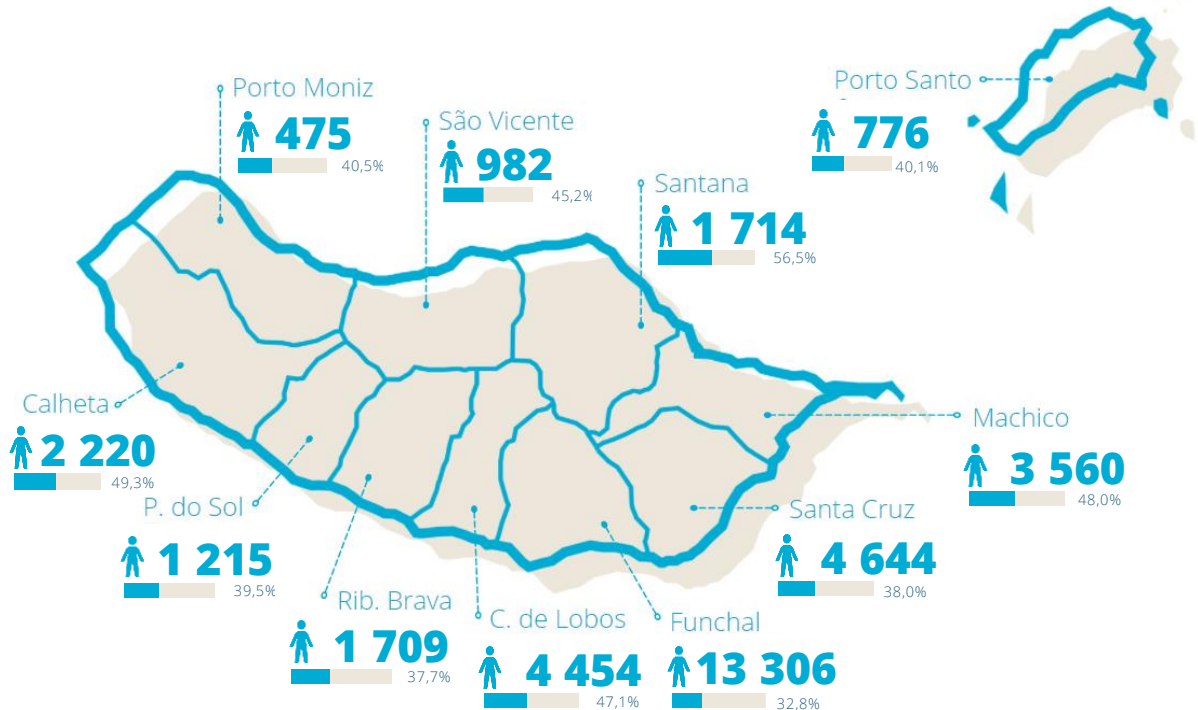 Porto Moniz
475
40,5%
São Vicente
982
45,2%
Santana
1 714
56,5%
Porto Santo
776
40,1%
Calheta
2 220
49,3%
P. do Sol
1 215
39,5%
Rib. Brava
1 709
37,7%
C. de Lobos
4 454
47,1%
Funchal
13 306
32,8%
Santa Cruz
4 644
38,0%
Machico
3 560
48,0%